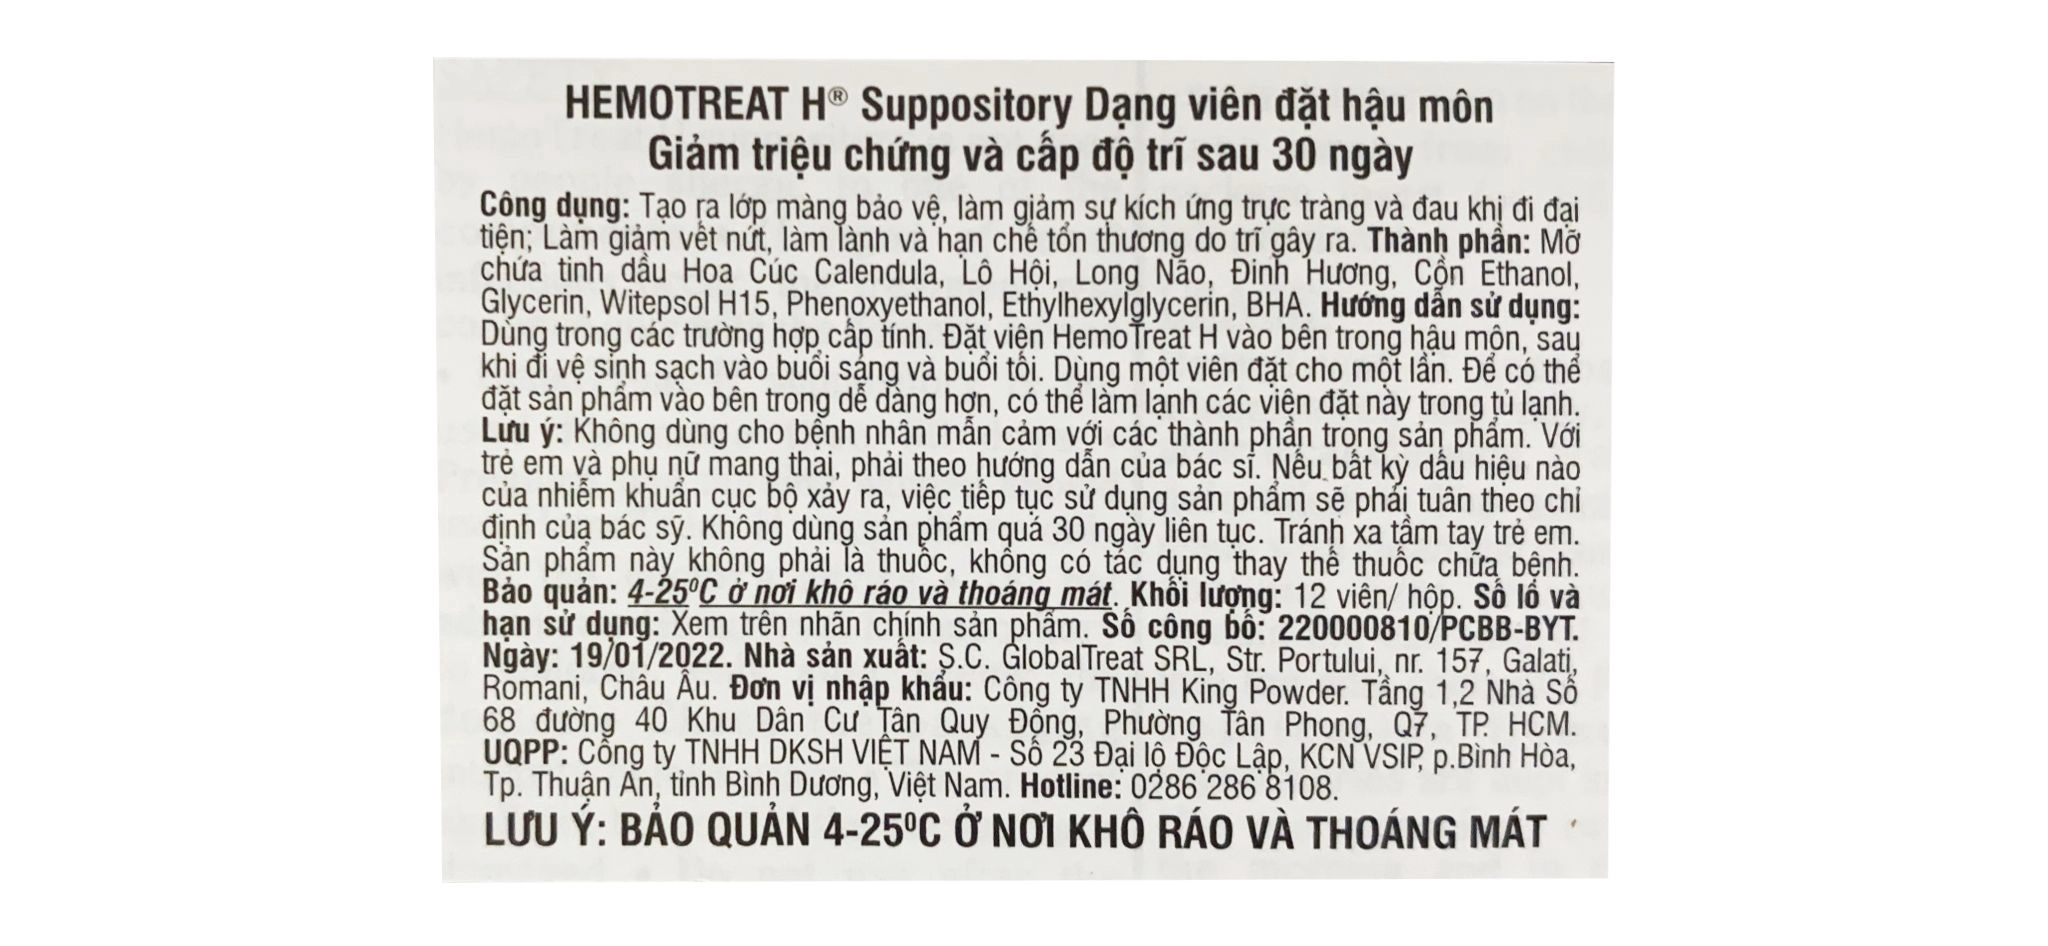 HEMOTREAT H® Suppository Dạng viên đặt hậu môn
Giảm triệu chứng và cấp độ trĩ sau 30 ngày
Công dụng: Tạo ra lớp màng bảo vệ, làm giảm sự kích ứng trực tràng và đau khi đi đại
tiện; Làm giảm vết nứt, làm lành và hạn chế tổn thương do trĩ gây ra. Thành phần: Mỡ
chứa tinh dầu Hoa Cúc Calendula, Lô Hội, Long Não, Đinh Hương, Cồn Ethanol,
Glycerin, Witepsol H15, Phenoxyethanol, Ethylhexylglycerin, BHA. Hướng dẫn sử dụng:
Dùng trong các trường hợp cấp tính. Đặt viên HemoTreat H vào bên trong hậu môn, sau
khi đi vệ sinh sạch vào buổi sáng và buổi tối. Dùng một viên đặt cho một lần. Để có thể
đặt sản phẩm vào bên trong dễ dàng hơn, có thể làm lạnh các viên đặt này trong tủ lạnh.
Lưu ý: Không dùng cho bệnh nhân mẫn cảm với các thành phần trong sản phẩm. Với
trẻ em và phụ nữ mang thai, phải theo hướng dẫn của bác sĩ. Nếu bất kỳ dấu hiệu nào
của nhiễm khuẩn cục bộ xảy ra, việc tiếp tục sử dụng sản phẩm sẽ phải tuân theo chỉ
định của bác sỹ. Không dùng sản phẩm quá 30 ngày liên tục. Tránh xa tầm tay trẻ em.
Sản phẩm này không phải là thuốc, không có tác dụng thay thế thuốc chữa bệnh.
Bảo quản: 4-25⁰C ở nơi khô ráo và thoáng mát. Khối lượng: 12 viên/ hộp. Số lô và
hạn sử dụng: Xem trên nhãn chính sản phẩm. Số công bố: 220000810/PCBB-BYT.
Ngày: 19/01/2022. Nhà sản xuất: S.C. GlobalTreat SRL, Str. Portului, nr. 157, Galati,
Romani, Châu Âu. Đơn vị nhập khẩu: Công ty TNHH King Powder. Tầng 1,2 Nhà Số
68 đường 40 Khu Dân Cư Tân Quy Đông, Phường Tân Phong, Q7, TP. HCM.
UQPP: Công ty TNHH DKSH VIỆT NAM - Số 23 Đại lộ Độc Lập, KCN VSIP, p.Bình Hòa,
Tp. Thuận An, tỉnh Bình Dương, Việt Nam. Hotline: 0286 286 8108.
LƯU Ý: BẢO QUẢN 4-25⁰C Ở NƠI KHÔ RÁO VÀ THOÁNG MÁT